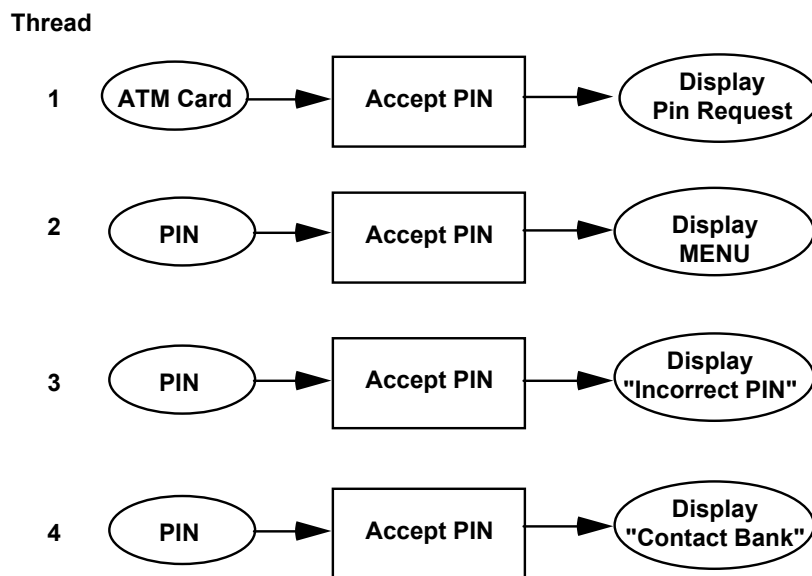 Thread
1
ATM Card
Accept PIN
Display
Pin Request
2
PIN
Accept PIN
Display
MENU
3
PIN
Accept PIN
Display
"Incorrect PIN"
4
PIN
Accept PIN
Display
"Contact Bank"